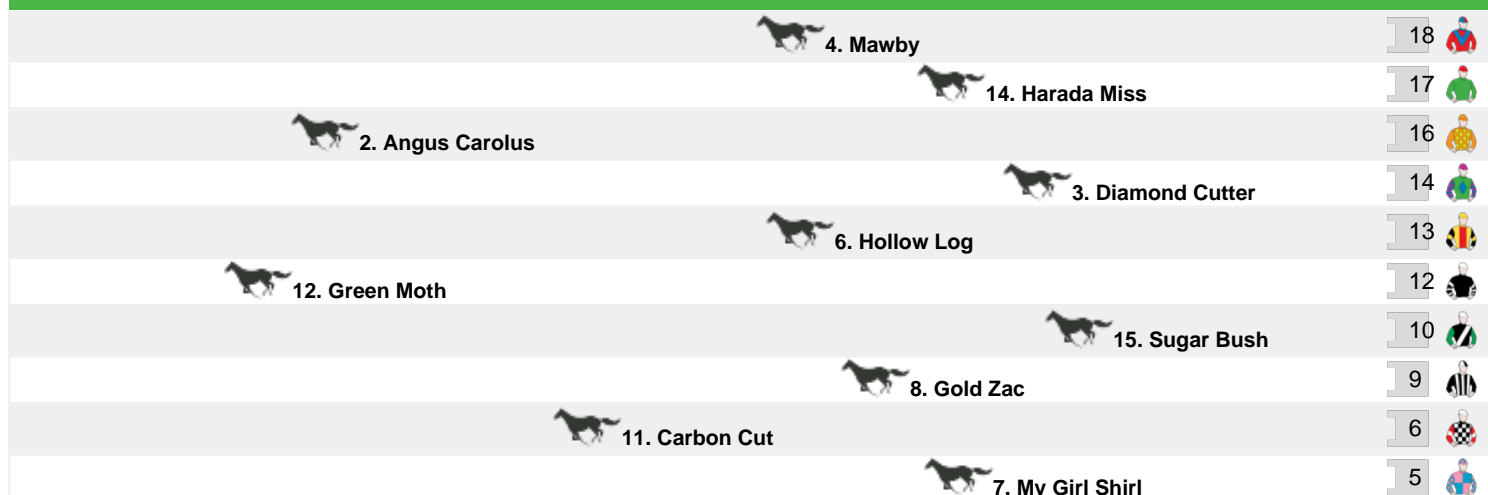 4. Mawby 18
14. Harada Miss 17
2. Angus Carolus 16
3. Diamond Cutter 14
6. Hollow Log 13
12. Green Moth 12
15. Sugar Bush 10
8. Gold Zac 9
11. Carbon Cut 6
7. My Girl Shirl 5